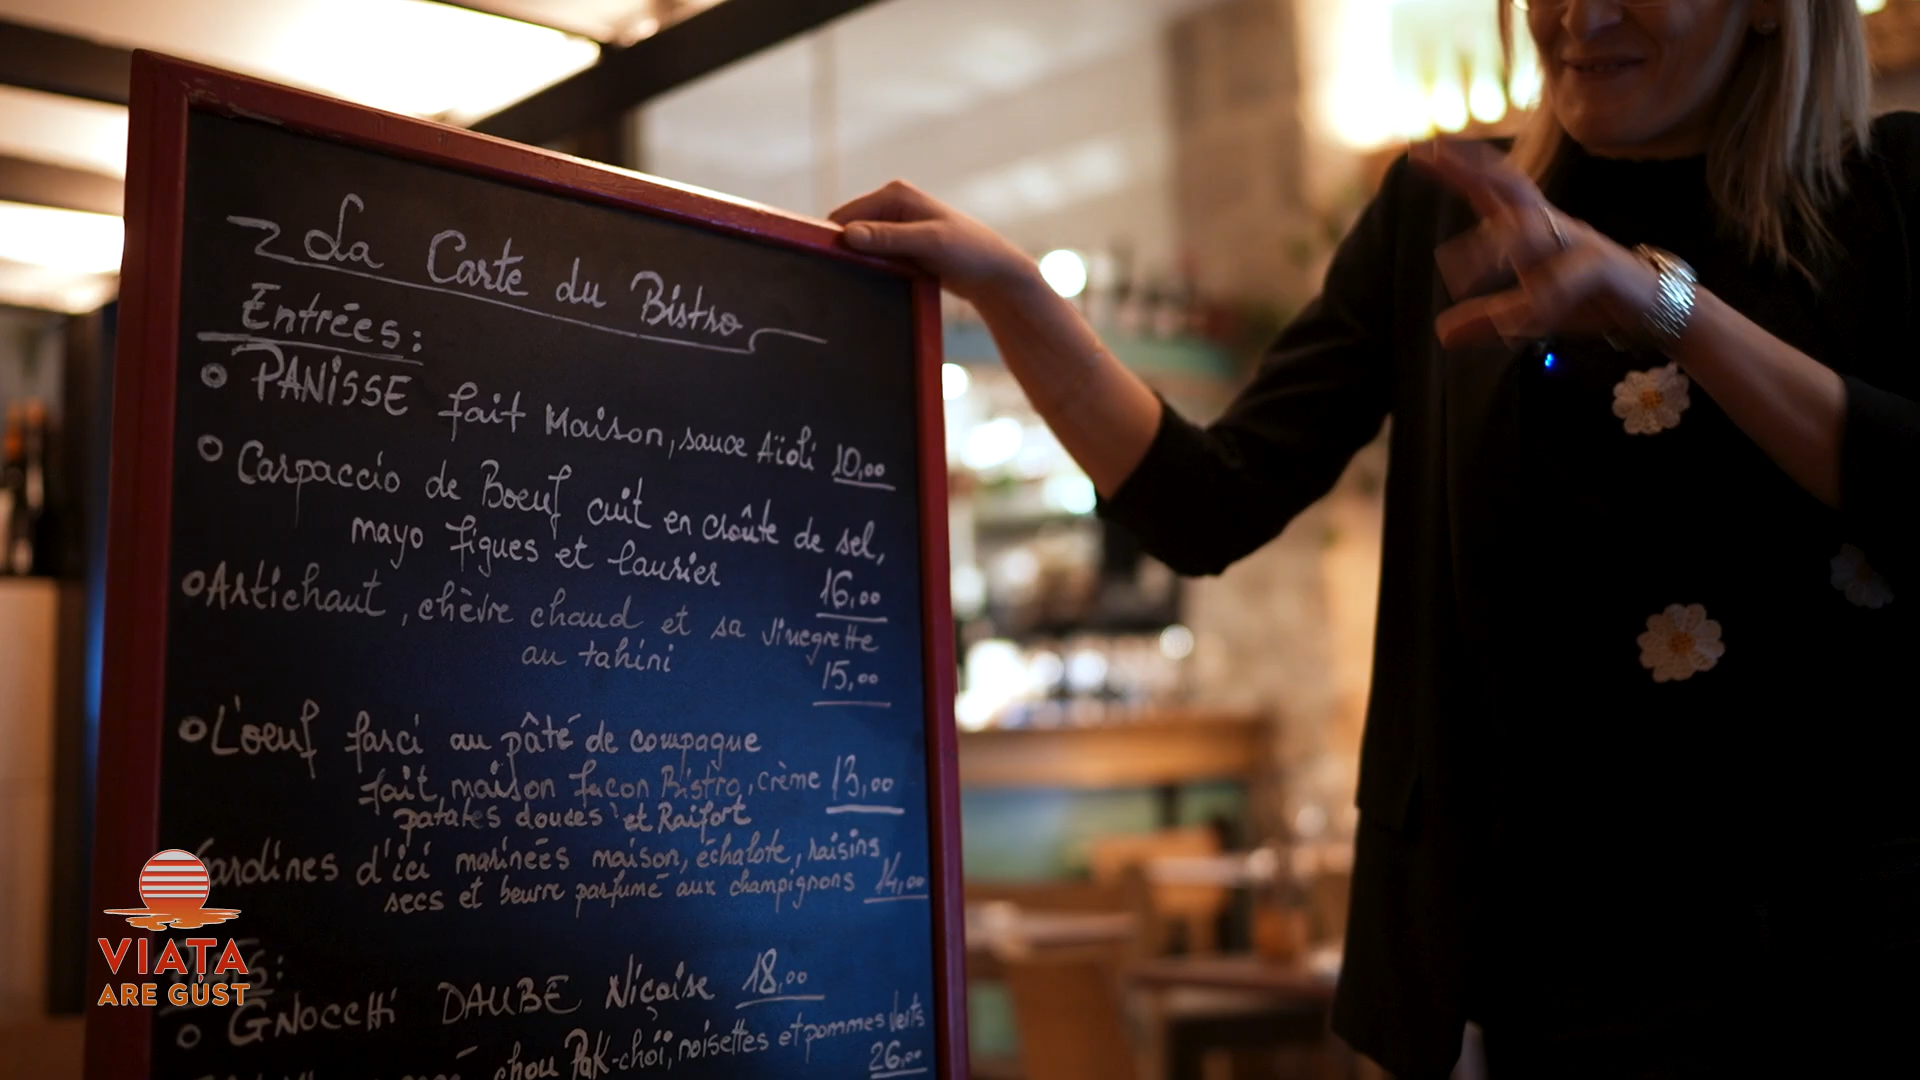 La Carte du Bistro
Entrées:
PANISSE fait Maison, sauce Aïoli 10,00
Carpaccio de Boeuf cuit en croûte de sel,
mayo figues et laurier
16,00
Artichaut, chèvre chaud et sa vinegrette
au tahini
15,00
L'oeuf farci au pâté de compagne
fait maison façon Bistro, crème 13,00
patates douces et Raifort
Sardines d'ici marinées maison, échalote, raisins
secs et beurre parfumé aux champignons 14,00
GNOCCHi DAUBE Niçoise 18,00
chou Pak-choï, noisettes et pommes verts
26,00
VIATA
ARE GUST